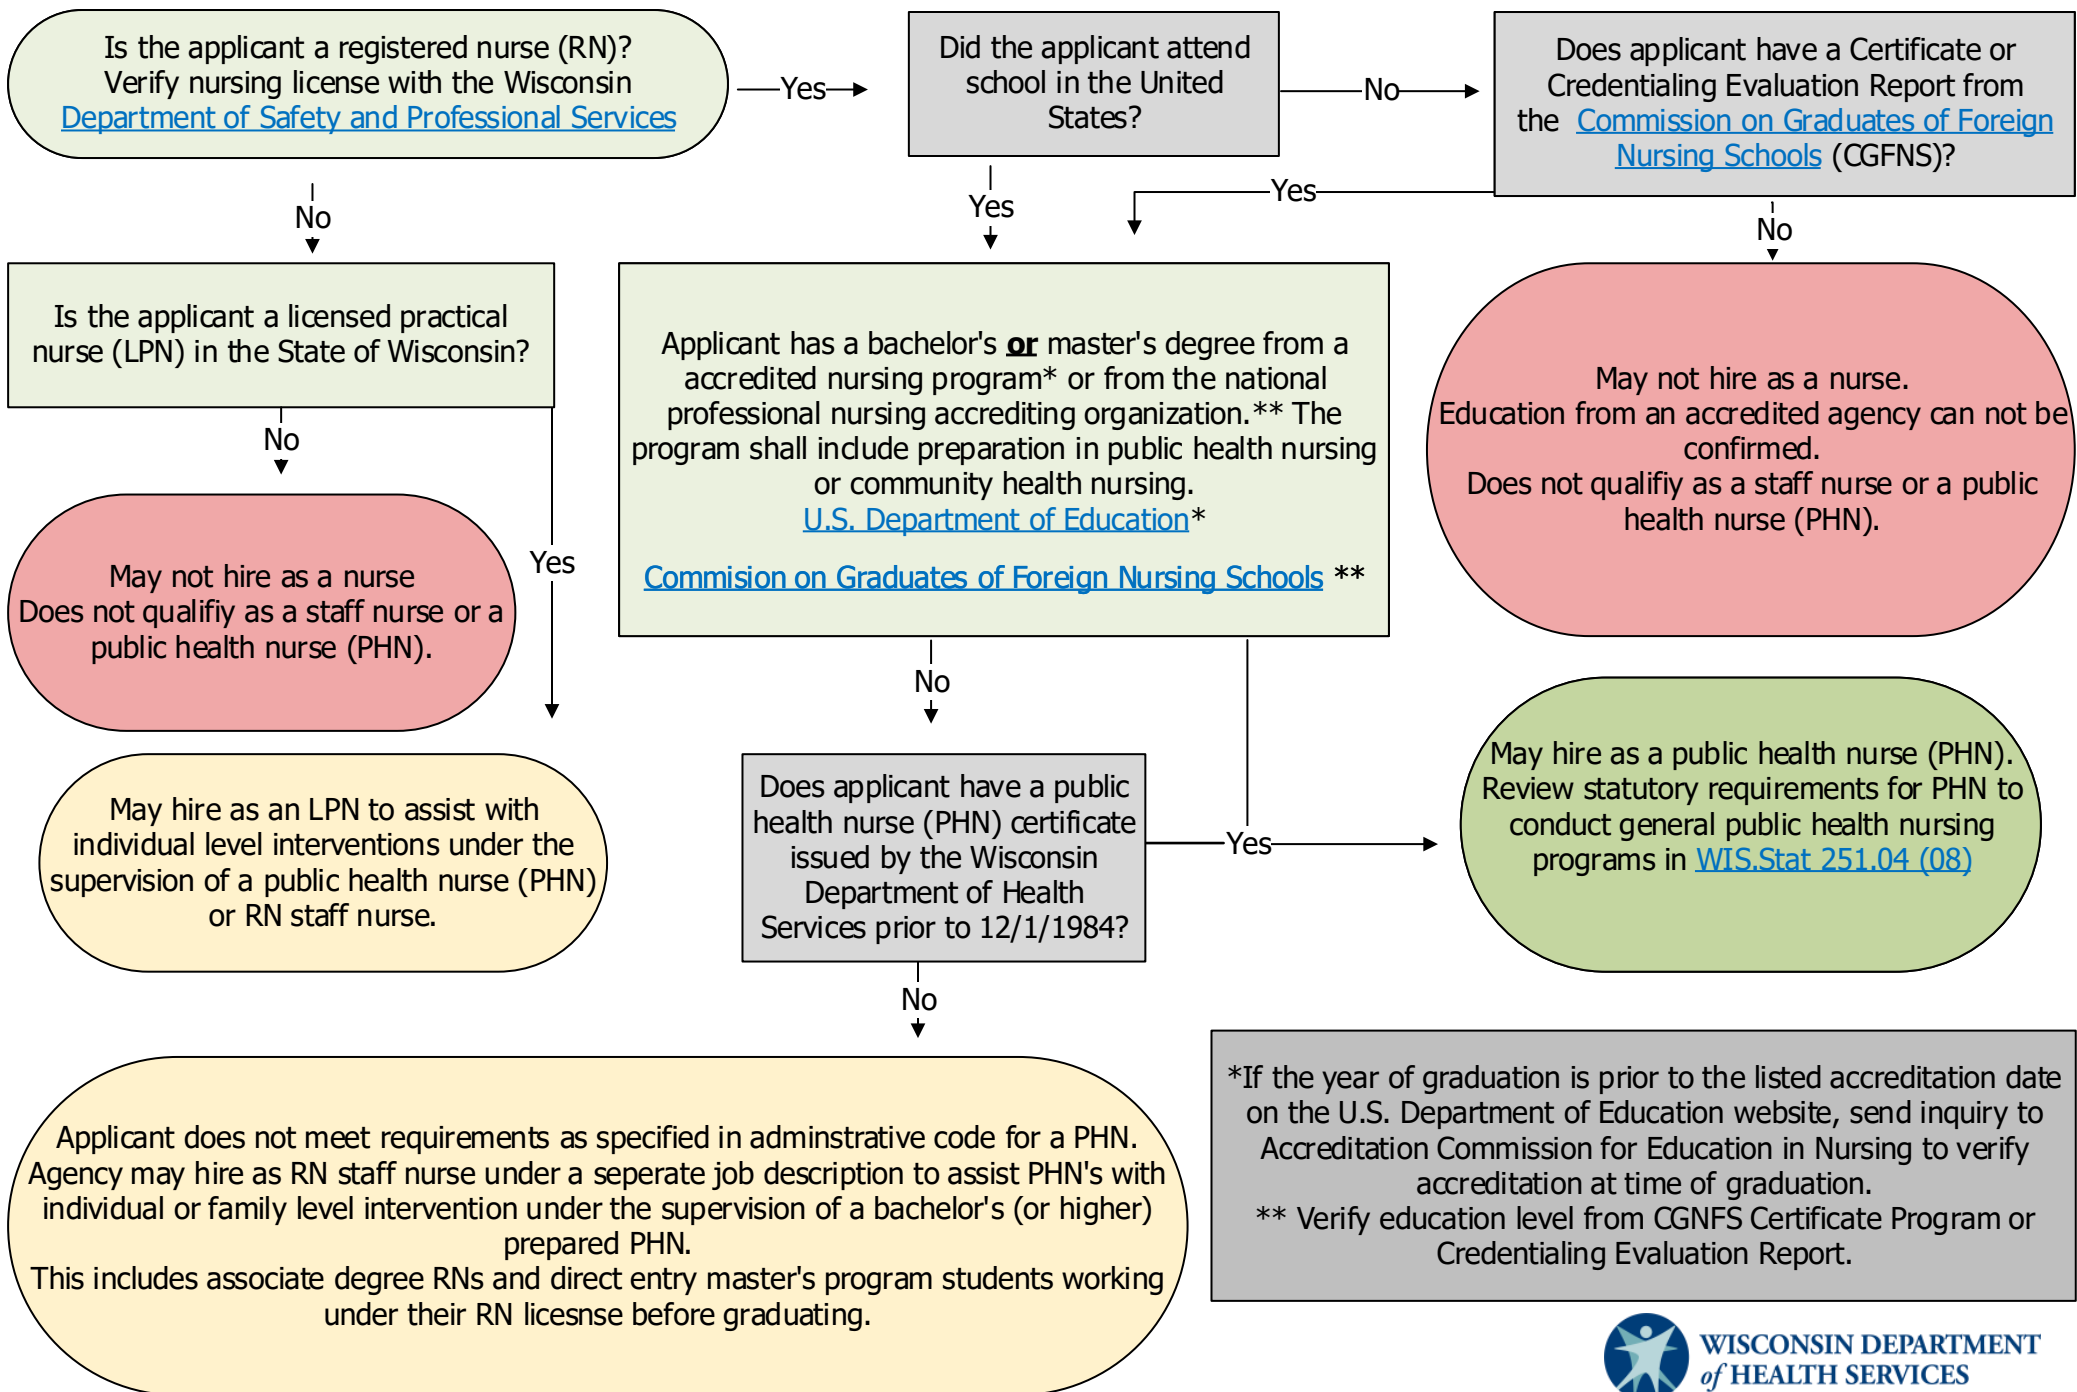 Is the applicant a registered nurse (RN)?
Verify nursing license with the Wisconsin
Department of Safety and Professional Services
Yes
Did the applicant attend
school in the United
States?
No
Does applicant have a Certificate or
Credentialing Evaluation Report from
the Commission on Graduates of Foreign
Nursing Schools (CGFNS)?
No
Yes
Yes
No
Is the applicant a licensed practical
nurse (LPN) in the State of Wisconsin?
No
Yes
May not hire as a nurse
Does not qualifiy as a staff nurse or a
public health nurse (PHN).
May hire as an LPN to assist with
individual level interventions under the
supervision of a public health nurse (PHN)
or RN staff nurse.
Applicant has a bachelor's or master's degree from a
accredited nursing program* or from the national
professional nursing accrediting organization.** The
program shall include preparation in public health nursing
or community health nursing.
U.S. Department of Education*
Commision on Graduates of Foreign Nursing Schools **
May not hire as a nurse.
Education from an accredited agency can not be
confirmed.
Does not qualifiy as a staff nurse or a public
health nurse (PHN).
No
Does applicant have a public
health nurse (PHN) certificate
issued by the Wisconsin
Department of Health
Services prior to 12/1/1984?
Yes
May hire as a public health nurse (PHN).
Review statutory requirements for PHN to
conduct general public health nursing
programs in WIS.Stat 251.04 (08)
No
Applicant does not meet requirements as specified in adminstrative code for a PHN.
Agency may hire as RN staff nurse under a seperate job description to assist PHN's with
individual or family level intervention under the supervision of a bachelor's (or higher)
prepared PHN.
This includes associate degree RNs and direct entry master's program students working
under their RN licesnse before graduating.
*If the year of graduation is prior to the listed accreditation date
on the U.S. Department of Education website, send inquiry to
Accreditation Commission for Education in Nursing to verify
accreditation at time of graduation.
** Verify education level from CGNFS Certificate Program or
Credentialing Evaluation Report.
WISCONSIN DEPARTMENT
of HEALTH SERVICES